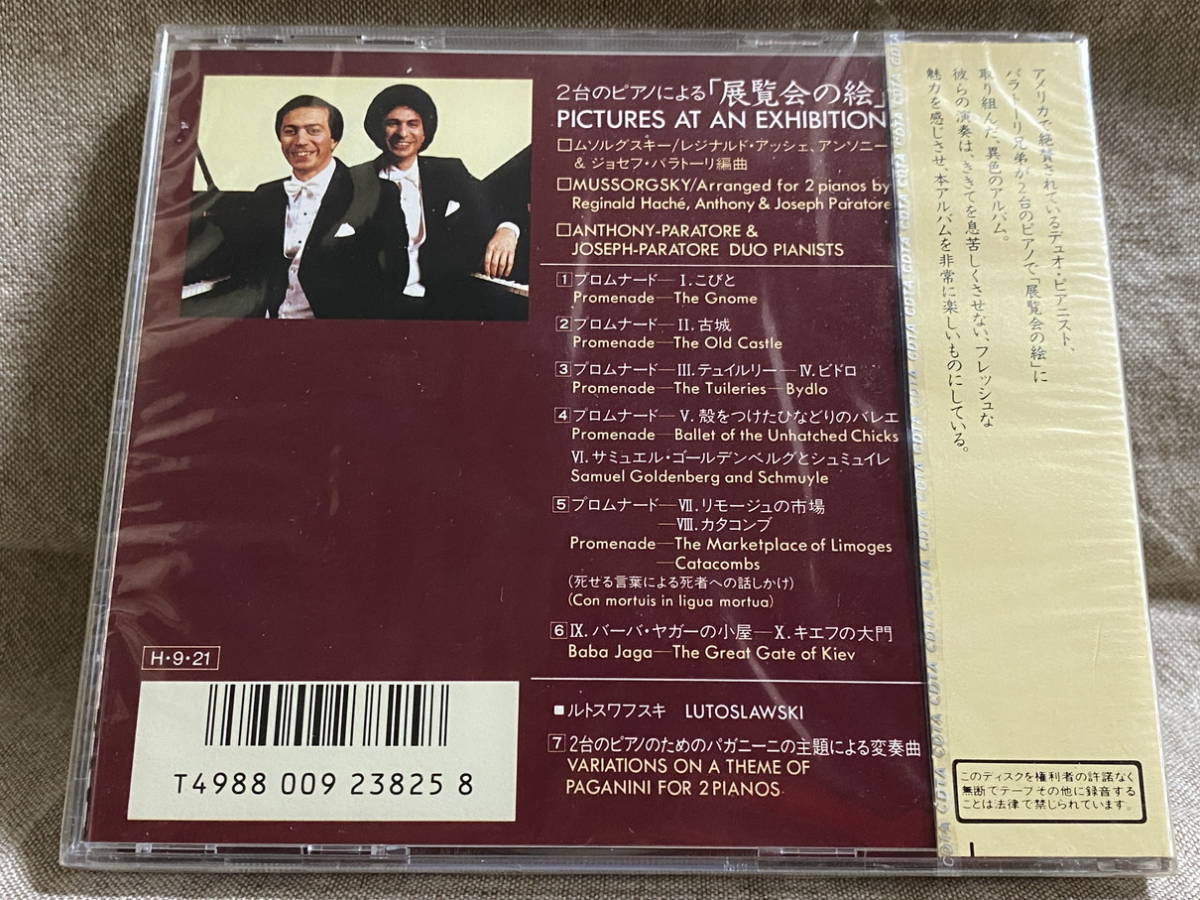 2台のピアノによる「展覧会の絵」
PICTURES AT AN EXHIBITION
□ムソルグスキー/レジナルド・アッシェ、アンソニー
&ジョセフ・パラトーリ編曲
□MUSSORGSKY/Arranged for 2 pianos by
Reginald Haché, Anthony & Joseph Paratore
□ANTHONY-PARATORE &
JOSEPH-PARATORE DUO PIANISTS
1 プロムナード—Ⅰ.こびと
Promenade—The Gnome
2 プロムナード—Ⅱ.古城
Promenade—The Old Castle
3 プロムナード—Ⅲ.テュイルリー—Ⅳ.ビドロ
Promenade—The Tuileries—Bydlo
4 プロムナード—Ⅴ.殻をつけたひなどりのバレエ
Promenade—Ballet of the Unhatched Chicks
Ⅵ.サミュエル・ゴールデンベルグとシュミュイレ
Samuel Goldenberg and Schmuyle
5 プロムナード—Ⅶ.リモージュの市場
—Ⅷ.カタコンブ
Promenade—The Marketplace of Limoges
—Catacombs
(死せる言葉による死者への話しかけ)
(Con mortuis in ligua mortua)
6 Ⅸ.バーバ・ヤガーの小屋—Ⅹ.キエフの大門
Baba Jaga—The Great Gate of Kiev
■ルトスワフスキ LUTOSLAWSKI
7 2台のピアノのためのパガニーニの主題による変奏曲
VARIATIONS ON A THEME OF
PAGANINI FOR 2 PIANOS
H・9・21
T4988 009 23825 8
アメリカで絶賛されているデュオ・ピアニスト、
パラトーリ兄弟が2台のピアノで「展覧会の絵」に
取り組んだ、異色のアルバム。
彼らの演奏は、ききてを息苦しくさせない、フレッシュな
魅力を感じさせ、本アルバムを非常に楽しいものにしている。
CDTA CDTA CDTA CDTA CDTA CDTA CDTA CDTA CDTA CDTA CDTA CDTA
このディスクを権利者の許諾なく
無断でテープその他に録音する
ことは法律で禁じられています。